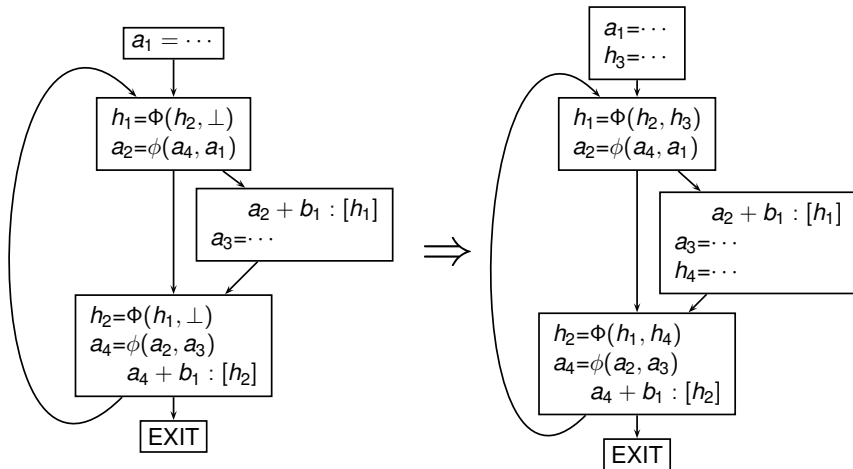 a₁ = ⋯
h₁=Φ(h₂, ⊥)
a₂=ϕ(a₄, a₁)
a₂ + b₁ : [h₁]
a₃=⋯
h₂=Φ(h₁, ⊥)
a₄=ϕ(a₂, a₃)
a₄ + b₁ : [h₂]
EXIT
⇒
a₁=⋯
h₃=⋯
h₁=Φ(h₂, h₃)
a₂=ϕ(a₄, a₁)
a₂ + b₁ : [h₁]
a₃=⋯
h₄=⋯
h₂=Φ(h₁, h₄)
a₄=ϕ(a₂, a₃)
a₄ + b₁ : [h₂]
EXIT